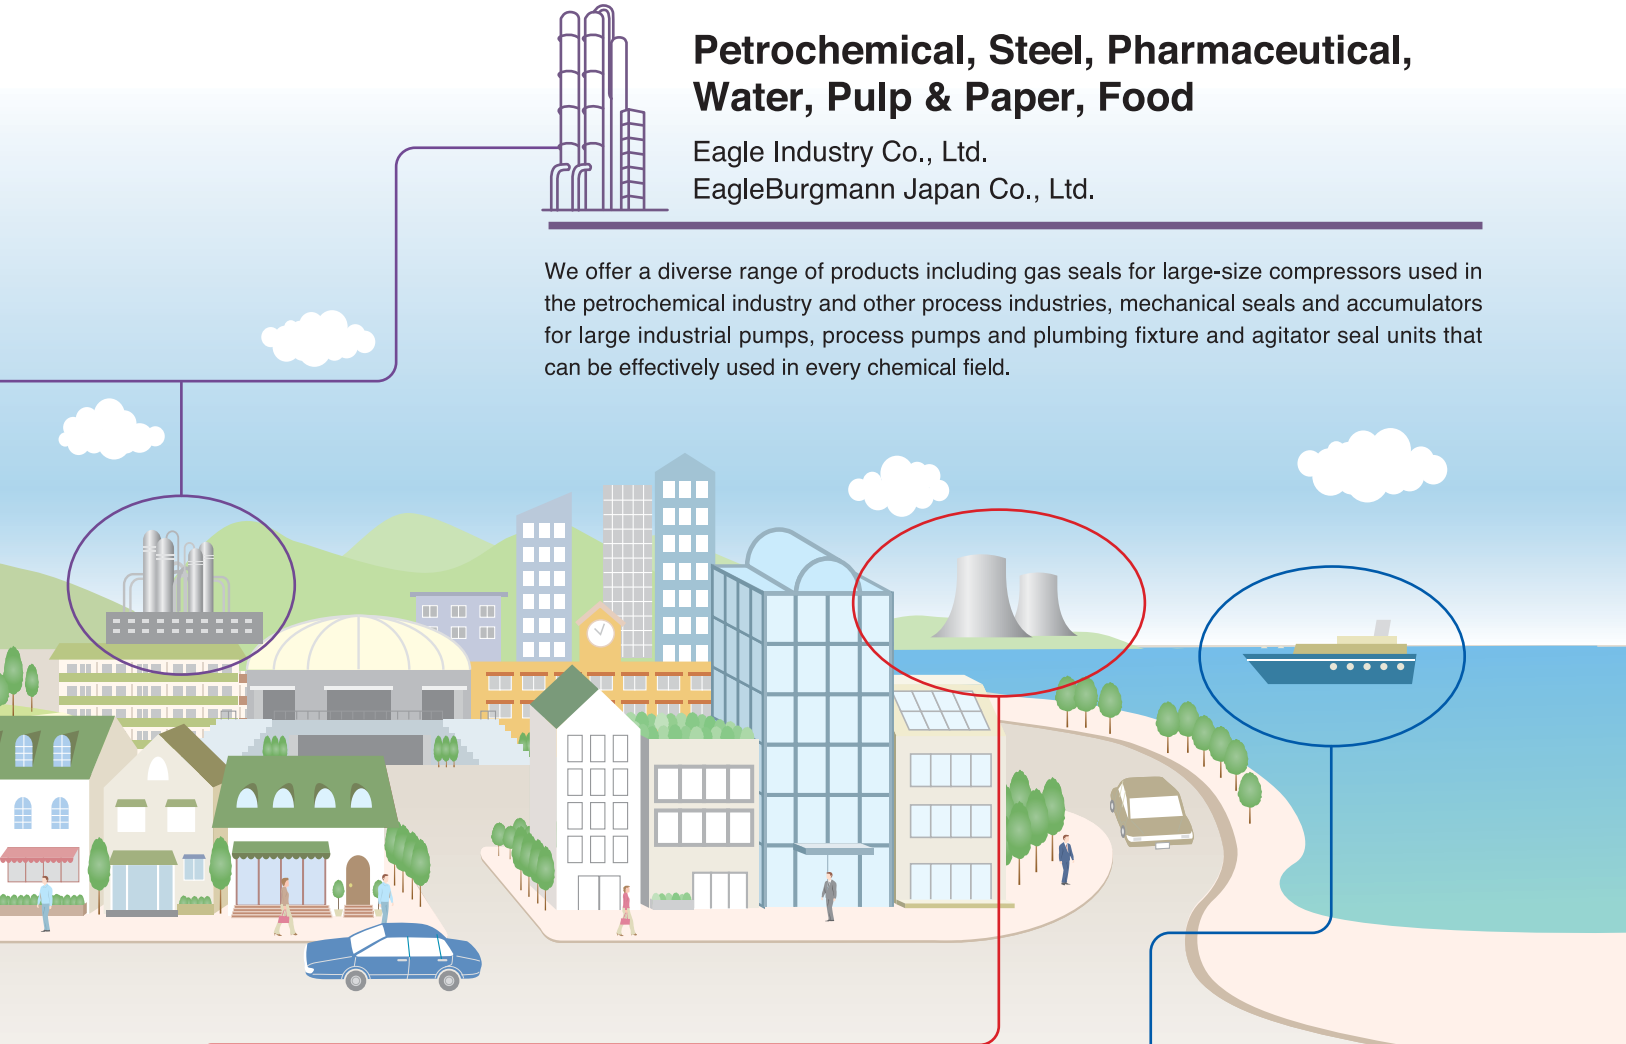 Petrochemical, Steel, Pharmaceutical,
Water, Pulp & Paper, Food
Eagle Industry Co., Ltd.
EagleBurgmann Japan Co., Ltd.
We offer a diverse range of products including gas seals for large-size compressors used in
the petrochemical industry and other process industries, mechanical seals and accumulators
for large industrial pumps, process pumps and plumbing fixture and agitator seal units that
can be effectively used in every chemical field.